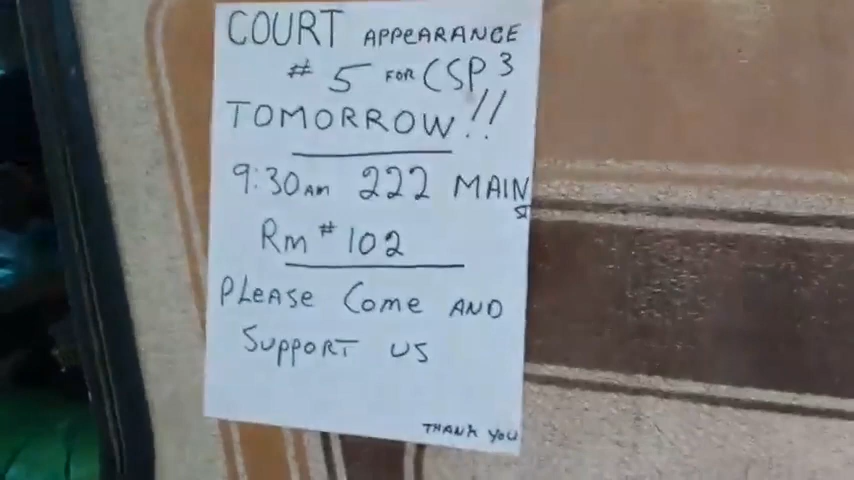 COURT APPEARANCE
# 5 FOR CSP3
TOMORROW!!
9:30AM 222 MAIN ST
Rm # 102
PLEASE COME AND
SUPPORT US
THANK YOU